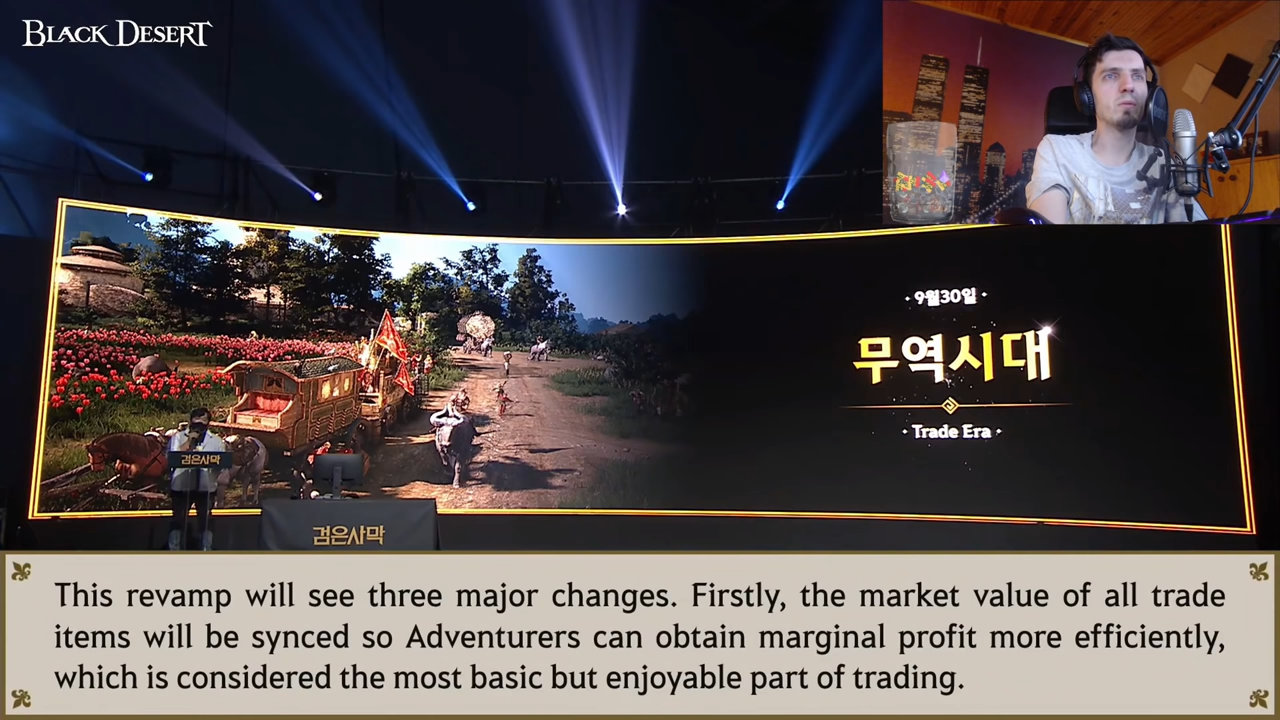 BLACK DESERT
· 9월30일 ·
무역시대
· Trade Era ·
검은사막
검은사막
This revamp will see three major changes. Firstly, the market value of all trade
items will be synced so Adventurers can obtain marginal profit more efficiently,
which is considered the most basic but enjoyable part of trading.